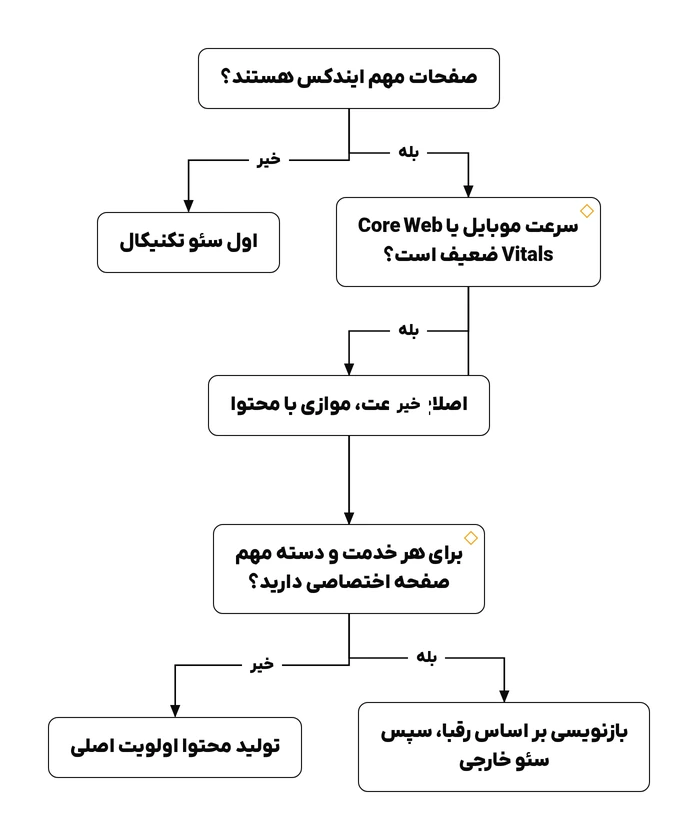 صفحات مهم ایندکس هستند؟
بله
خیر
سرعت موبایل یا Core Web
Vitals ضعیف است؟
اول سئو تکنیکال
بله
خیر
موازی با محتوا
برای هر خدمت و دسته مهم
صفحه اختصاصی دارید؟
بله
خیر
بازنویسی بر اساس رقبا، سپس
سئو خارجی
تولید محتوا اولویت اصلی